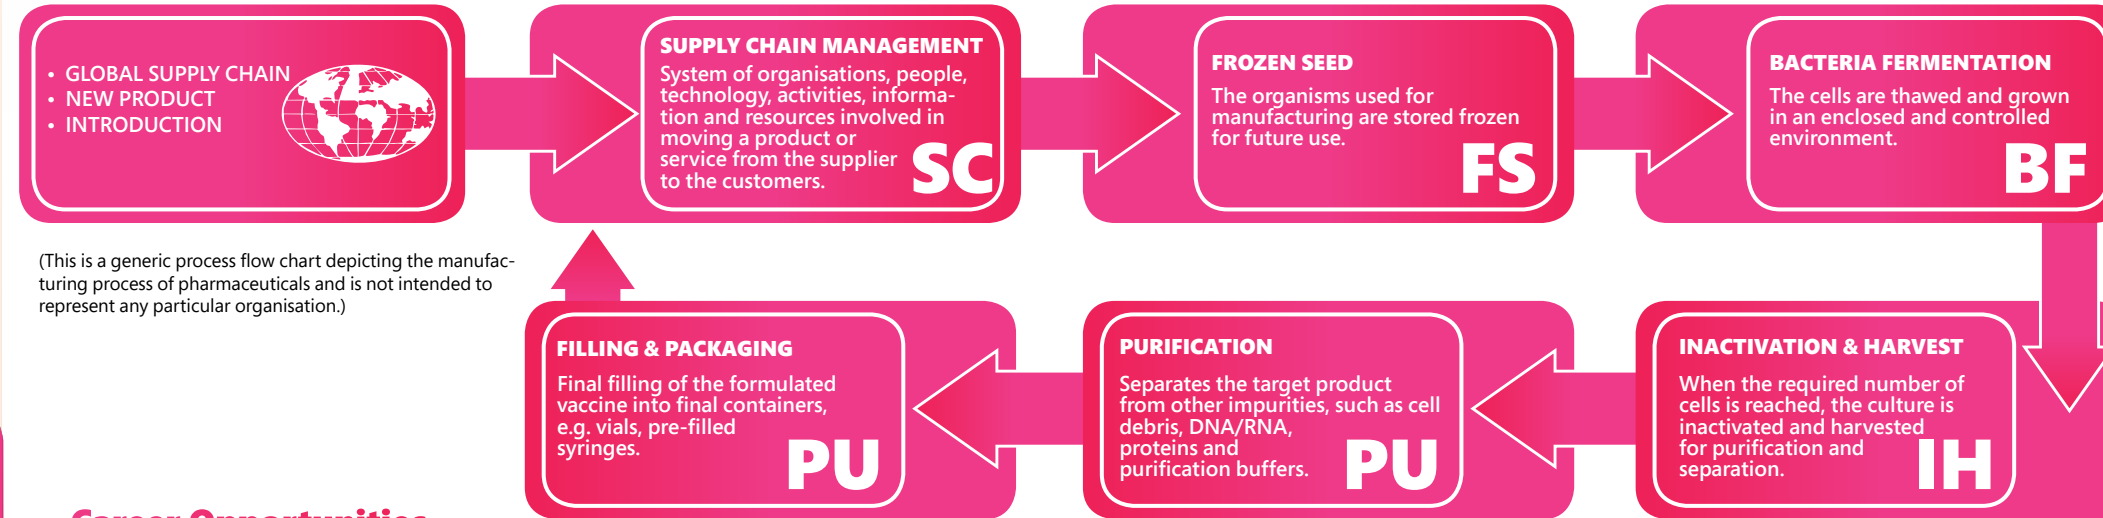 • GLOBAL SUPPLY CHAIN
• NEW PRODUCT
• INTRODUCTION
SUPPLY CHAIN MANAGEMENT
System of organisations, people,
technology, activities, informa-
tion and resources involved in
moving a product or
service from the supplier
to the customers.
SC
FROZEN SEED
The organisms used for
manufacturing are stored frozen
for future use.
FS
BACTERIA FERMENTATION
The cells are thawed and grown
in an enclosed and controlled
environment.
BF
(This is a generic process flow chart depicting the manufac-
turing process of pharmaceuticals and is not intended to
represent any particular organisation.)
FILLING & PACKAGING
Final filling of the formulated
vaccine into final containers,
e.g. vials, pre-filled
syringes.
PU
PURIFICATION
Separates the target product
from other impurities, such as cell
debris, DNA/RNA,
proteins and
purification buffers.
PU
INACTIVATION & HARVEST
When the required number of
cells is reached, the culture is
inactivated and harvested
for purification and
separation.
IH
Career Opportunities